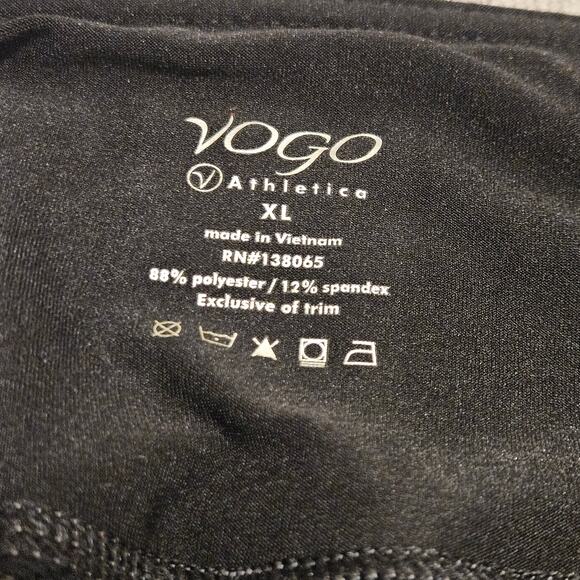 VOGO
Athletica
XL
made in Vietnam
RN#138065
88% polyester / 12% spandex
Exclusive of trim